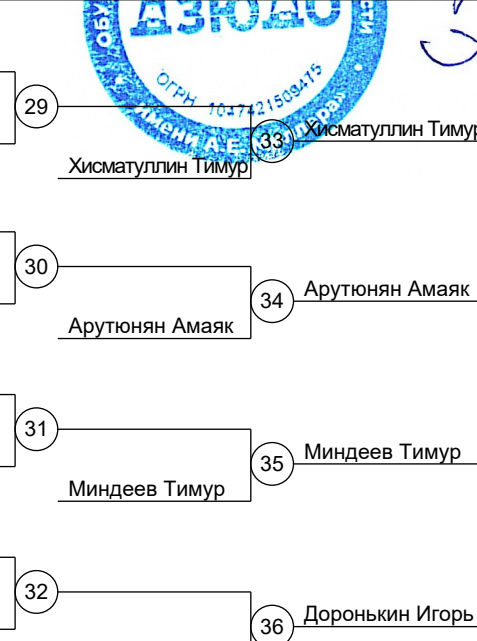 АЗЮДО
ОГРН 1047421509475
29
33
Хисматуллин Тимур
Хисматуллин Тимур
30
34
Арутюнян Амаяк
Арутюнян Амаяк
31
35
Миндеев Тимур
Миндеев Тимур
32
36
Доронькин Игорь